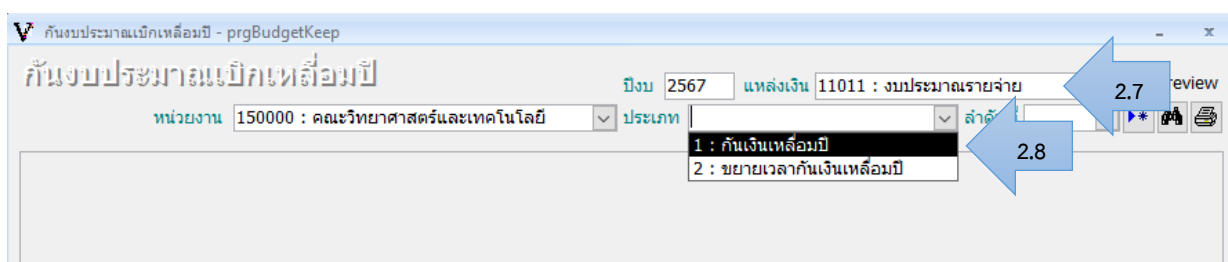 กันงบประมาณเบิกเหลื่อมปี - prgBudgetKeep
กันงบประมาณเบิกเหลื่อมปี
ปีงบ 2567 แหล่งเงิน 11011 : งบประมาณรายจ่าย 2.7 review
หน่วยงาน 150000 : คณะวิทยาศาสตร์และเทคโนโลยี ประเภท
1 : กันเงินเหลื่อมปี 2.8
2 : ขยายเวลากันเงินเหลื่อมปี